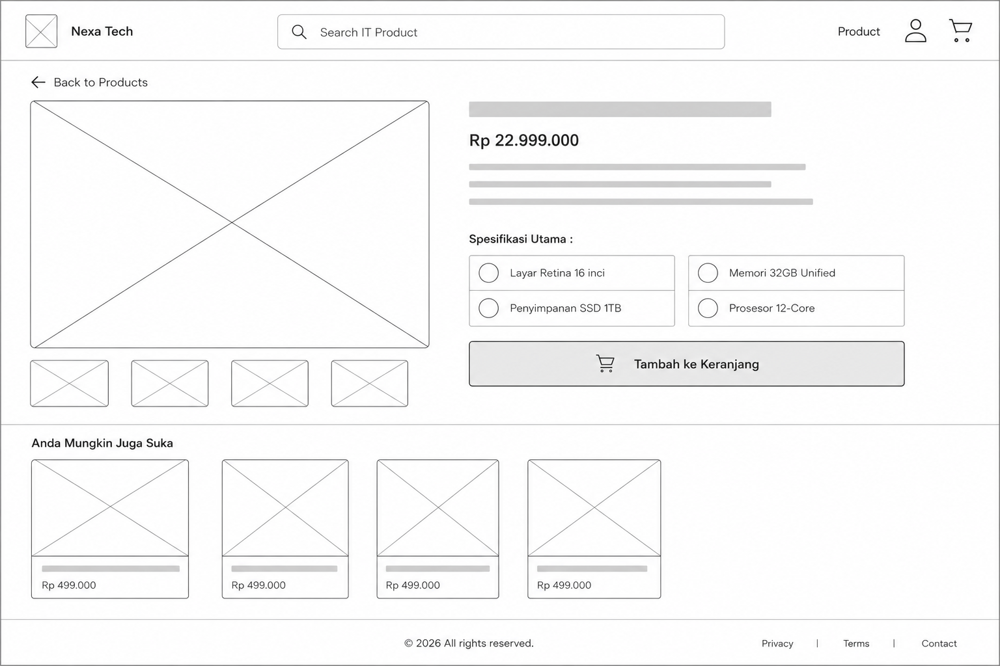 Nexa Tech
Search IT Product
Product
Back to Products
Rp 22.999.000
Spesifikasi Utama :
Layar Retina 16 inci
Memori 32GB Unified
Penyimpanan SSD 1TB
Prosesor 12-Core
Tambah ke Keranjang
Anda Mungkin Juga Suka
Rp 499.000
Rp 499.000
Rp 499.000
Rp 499.000
© 2026 All rights reserved.
Privacy | Terms | Contact